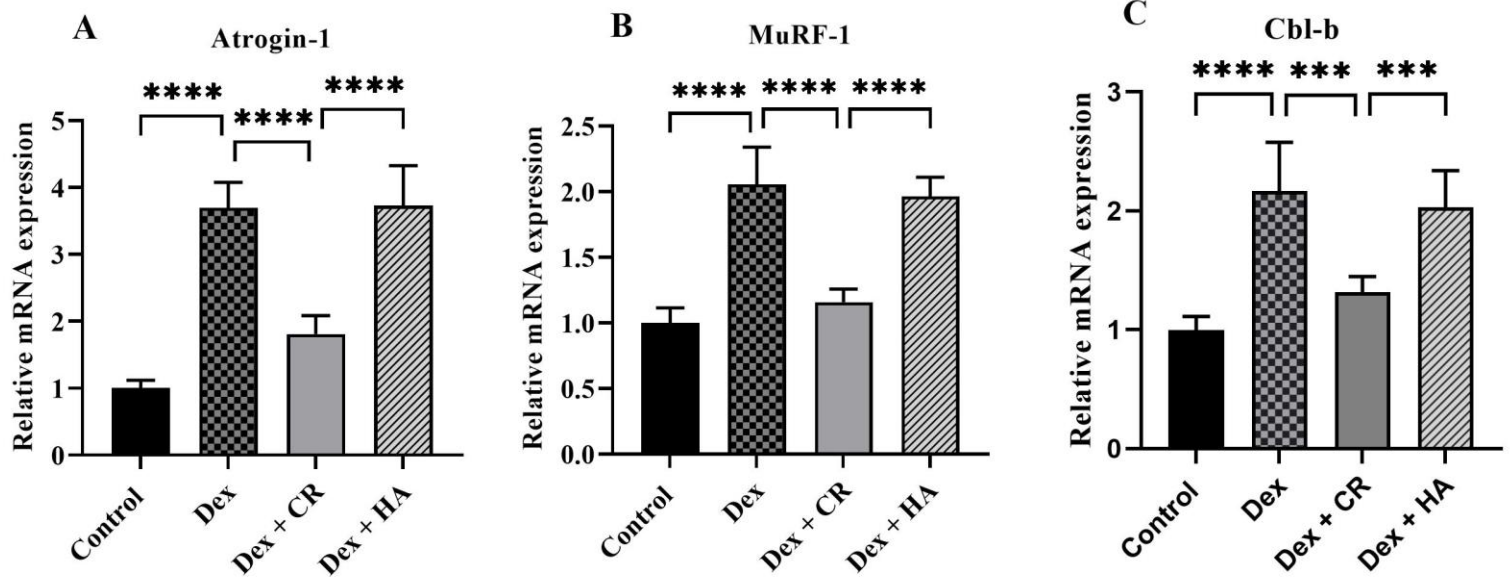 A
Atrogin-1
**** **** ****
Relative mRNA expression
5
4
3
2
1
0
Control
Dex
Dex + CR
Dex + HA
B
MuRF-1
**** **** ****
Relative mRNA expression
2.5
2.0
1.5
1.0
0.5
0.0
Control
Dex
Dex + CR
Dex + HA
C
Cbl-b
**** *** ***
Relative mRNA expression
3
2
1
0
Control
Dex
Dex + CR
Dex + HA